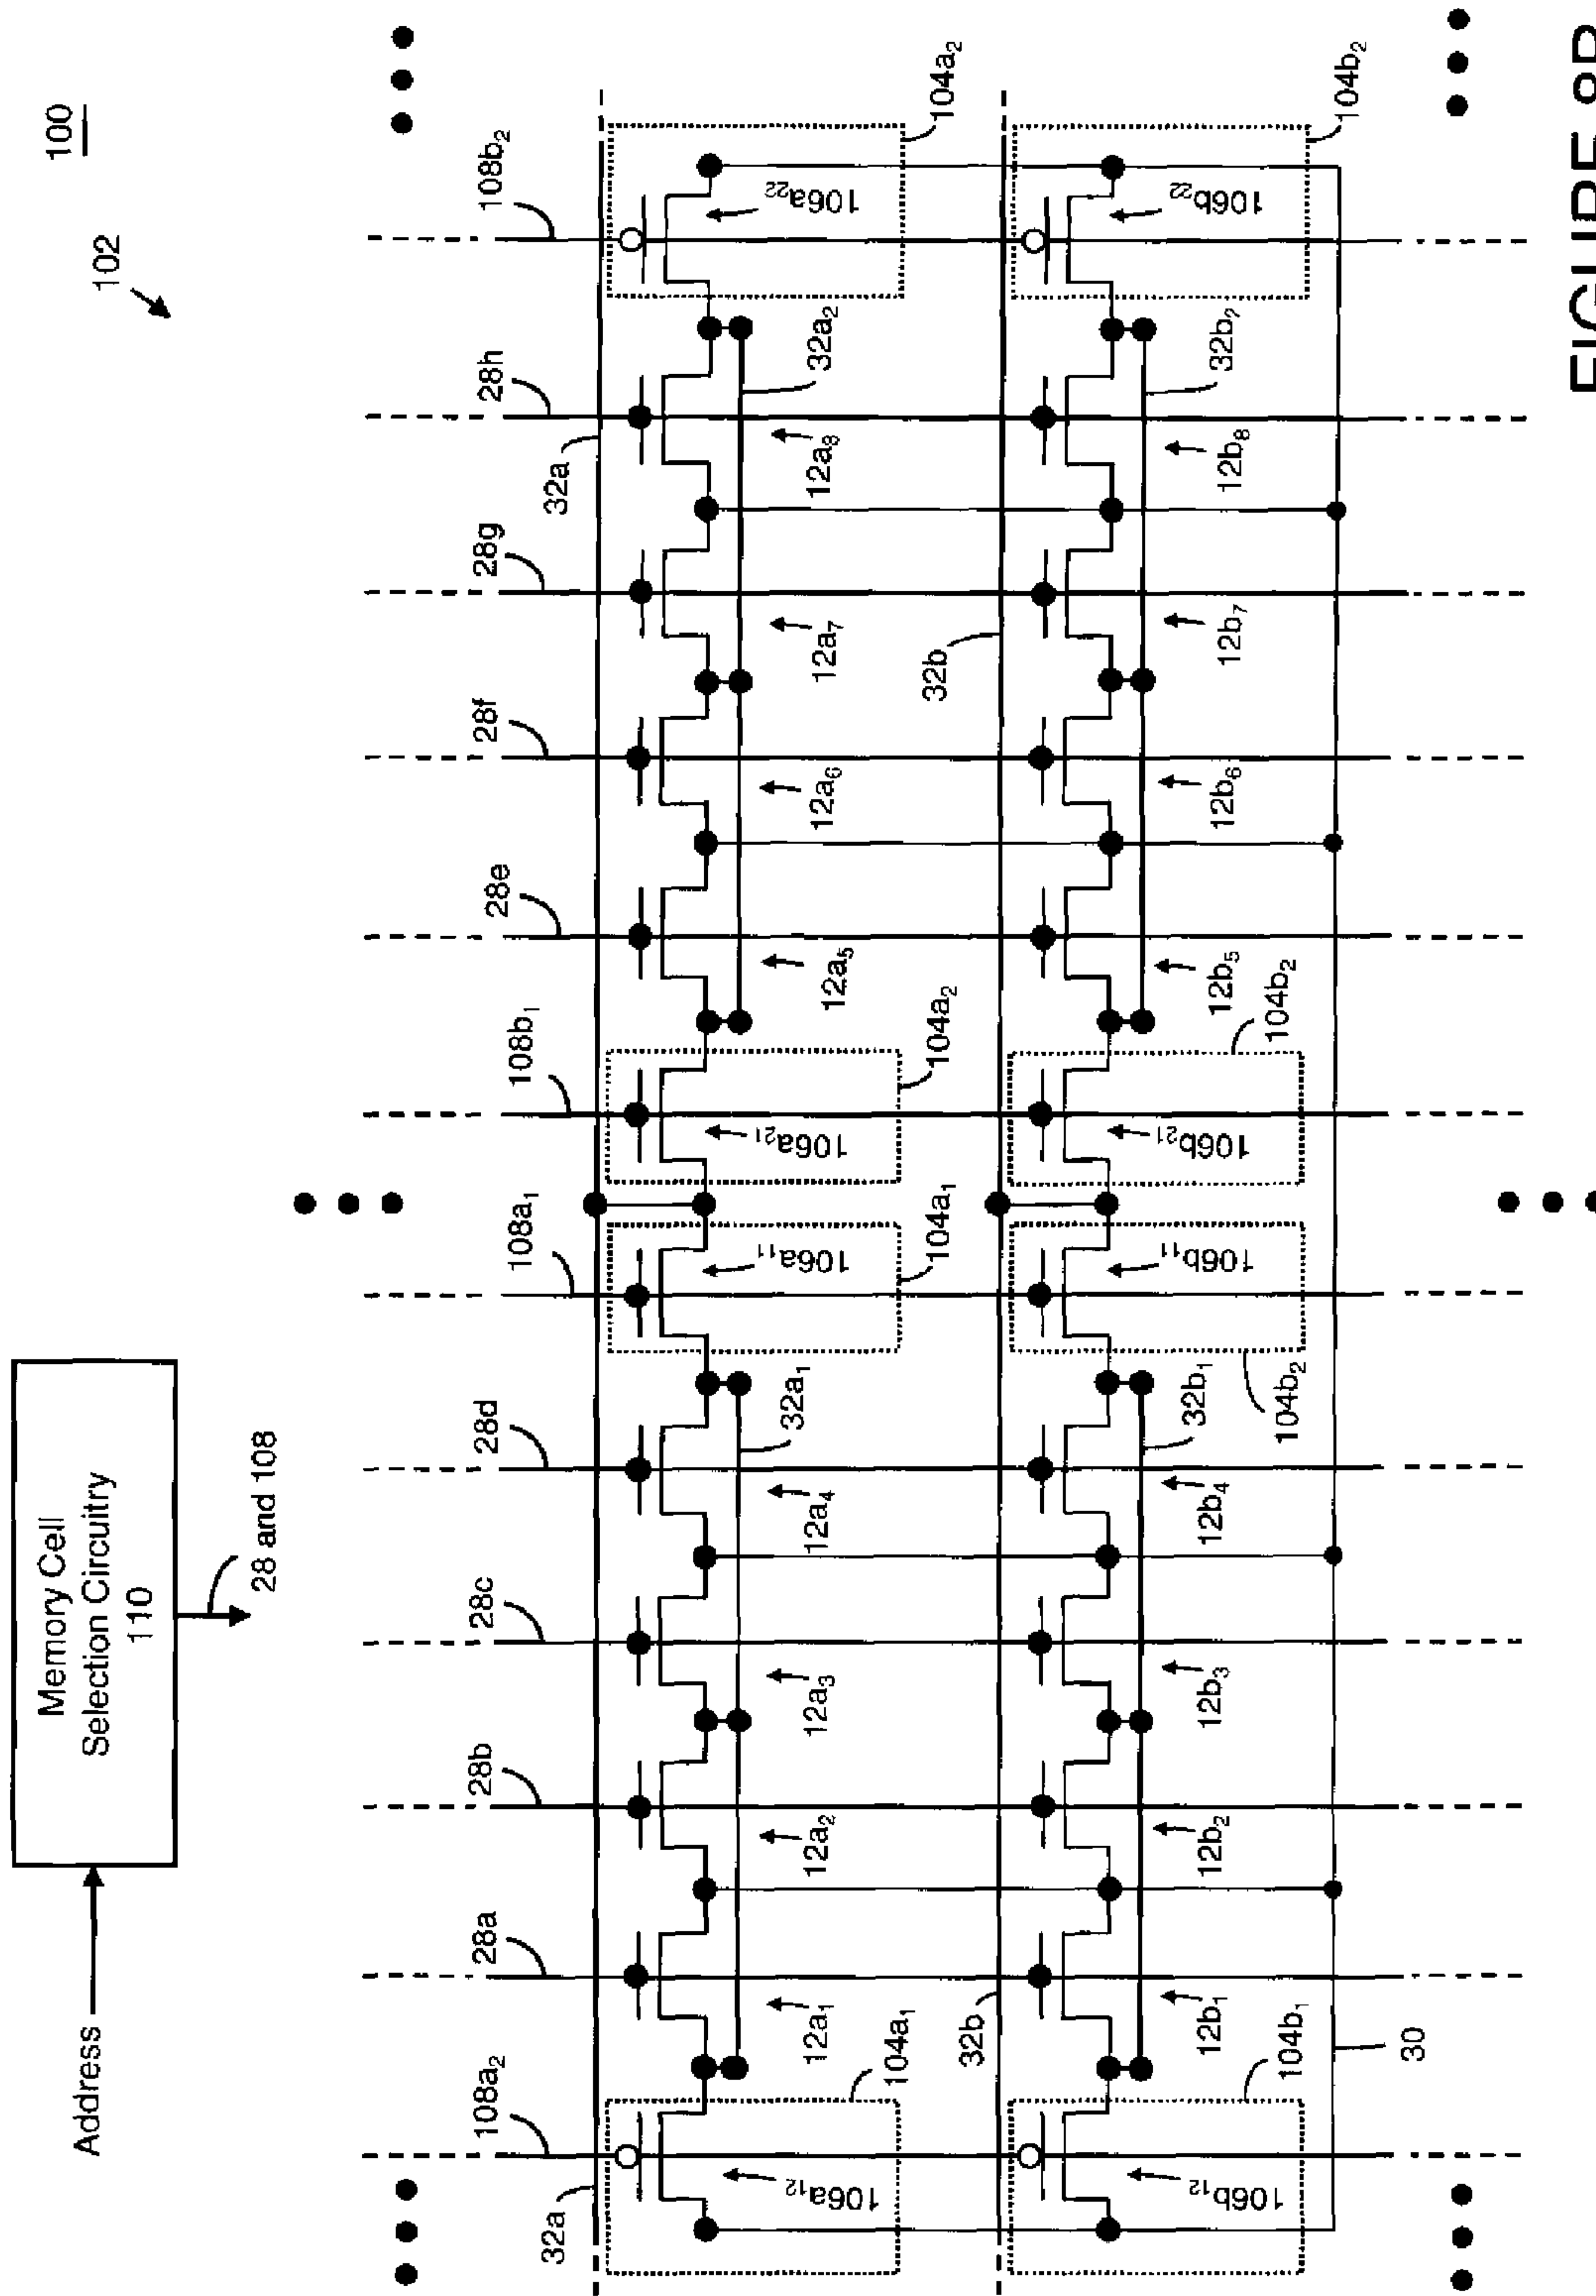 100
102
Address
Memory Cell
Selection Circuitry
110
28 and 108
108a₂
28a
28b
28c
28d
108a₁
108b₁
28e
28f
28g
28h
108b₂
32a
32a
106a₁₂
106a₁₁
106a₂₁
106a₂₂
104a₁
12a₁
12a₂
12a₃
12a₄
32a₁
104a₁
104a₂
12a₅
12a₆
12a₇
12a₈
32a₂
104a₂
32b
32b
106b₁₂
106b₁₁
106b₂₁
106b₂₂
104b₁
12b₁
12b₂
12b₃
12b₄
32b₁
104b₂
104b₂
12b₅
12b₆
12b₇
12b₈
32b₂
104b₂
30
FIGURE 8B